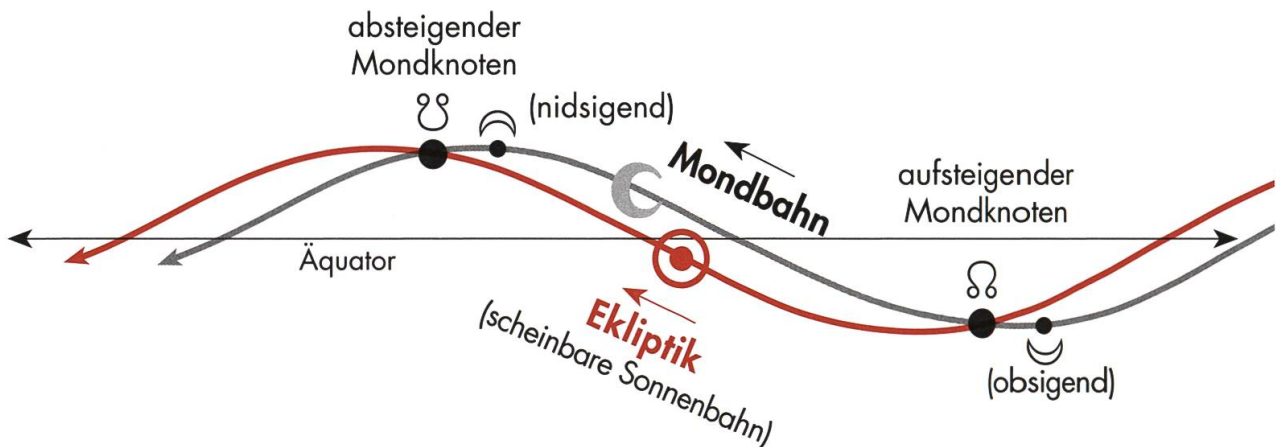 absteigender
Mondknoten
☋
(nidsigend)
Mondbahn
aufsteigender
Mondknoten
Äquator
☊
Ekliptik
(scheinbare Sonnenbahn)
(obsigend)